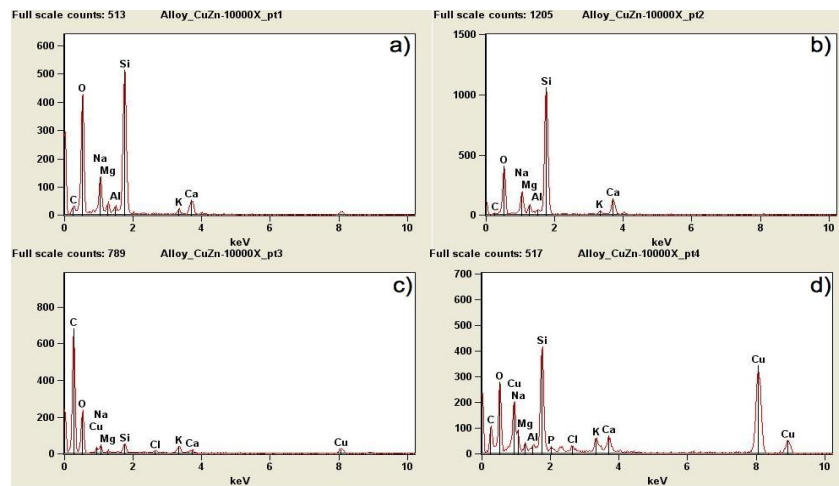 Full scale counts: 513 Alloy_CuZn-10000X_pt1
a)
600
500
400
300
200
100
0
C
O
Na
Mg
Al
Si
K
Ca
0 2 4 6 8 10
keV
Full scale counts: 1205 Alloy_CuZn-10000X_pt2
b)
1500
1000
500
0
C
O
Na
Mg
Al
Si
K
Ca
0 2 4 6 8 10
keV
Full scale counts: 789 Alloy_CuZn-10000X_pt3
c)
800
600
400
200
0
C
O
Na
Cu
Mg
Si
Cl
K
Ca
Cu
0 2 4 6 8 10
keV
Full scale counts: 517 Alloy_CuZn-10000X_pt4
d)
700
600
500
400
300
200
100
0
C
O
Cu
Na
Mg
Al
Si
P
Cl
K
Ca
Cu
Cu
0 2 4 6 8 10
keV